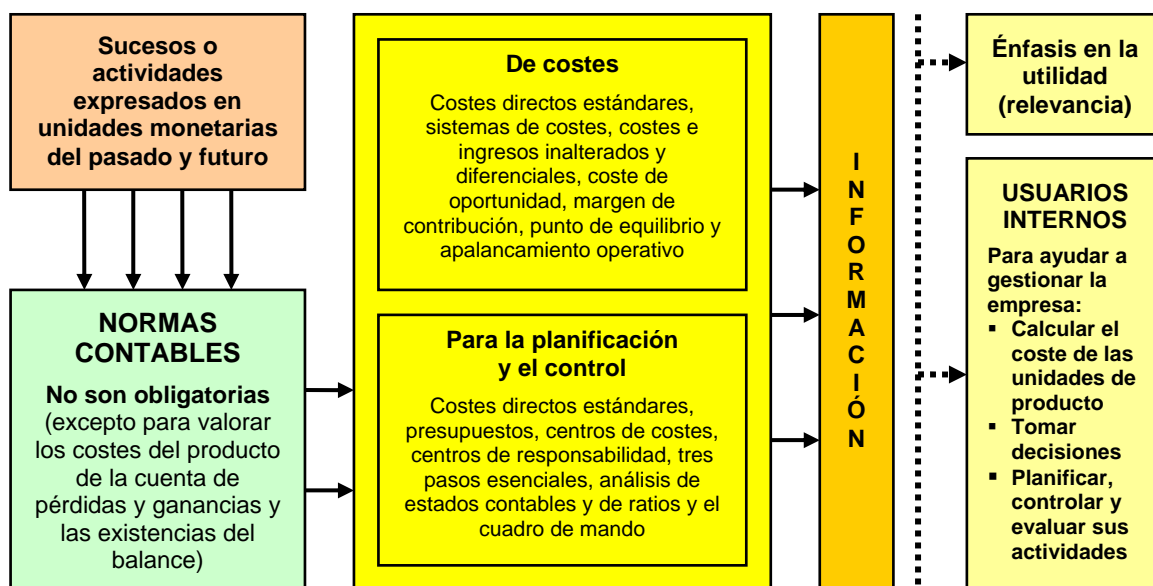 Sucesos o
actividades
expresados en
unidades monetarias
del pasado y futuro
NORMAS
CONTABLES
No son obligatorias
(excepto para valorar
los costes del producto
de la cuenta de
pérdidas y ganancias y
las existencias del
balance)
De costes
Costes directos estándares,
sistemas de costes, costes e
ingresos inalterados y
diferenciales, coste de
oportunidad, margen de
contribución, punto de equilibrio y
apalancamiento operativo
Para la planificación
y el control
Costes directos estándares,
presupuestos, centros de costes,
centros de responsabilidad, tres
pasos esenciales, análisis de
estados contables y de ratios y el
cuadro de mando
I
N
F
O
R
M
A
C
I
Ó
N
Énfasis en la
utilidad
(relevancia)
USUARIOS
INTERNOS
Para ayudar a
gestionar la
empresa:
▪ Calcular el
coste de las
unidades de
producto
▪ Tomar
decisiones
▪ Planificar,
controlar y
evaluar sus
actividades